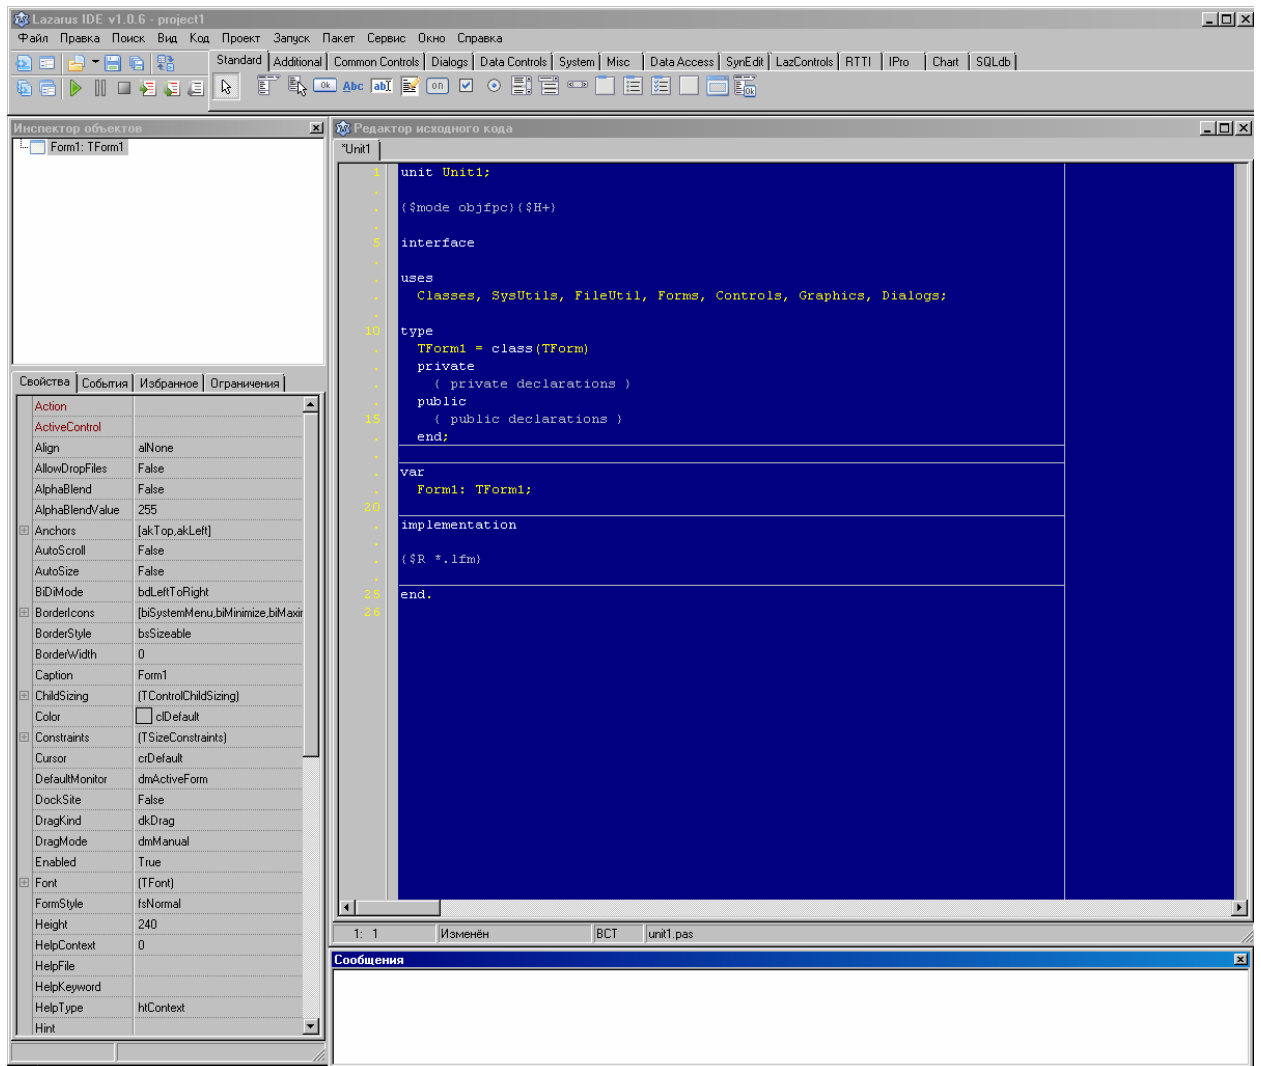 Lazarus IDE v1.0.6 - project1
Файл Правка Поиск Вид Код Проект Запуск Пакет Сервис Окно Справка
Standard Additional Common Controls Dialogs Data Controls System Misc Data Access SynEdit LazControls RTTI IPro Chart SQLdb
Ok Abc abI on Ok
Инспектор объектов
Form1: TForm1
Свойства События Избранное Ограничения
Action
ActiveControl
Align alNone
AllowDropFiles False
AlphaBlend False
AlphaBlendValue 255
Anchors [akTop,akLeft]
AutoScroll False
AutoSize False
BiDiMode bdLeftToRight
BorderIcons [biSystemMenu,biMinimize,biMaxir
BorderStyle bsSizeable
BorderWidth 0
Caption Form1
ChildSizing (TControlChildSizing)
Color clDefault
Constraints (TSizeConstraints)
Cursor crDefault
DefaultMonitor dmActiveForm
DockSite False
DragKind dkDrag
DragMode dmManual
Enabled True
Font (TFont)
FormStyle fsNormal
Height 240
HelpContext 0
HelpFile
HelpKeyword
HelpType htContext
Hint
Редактор исходного кода
*Unit1
1 unit Unit1;
{$mode objfpc}{$H+}
5 interface
uses
Classes, SysUtils, FileUtil, Forms, Controls, Graphics, Dialogs;
10 type
TForm1 = class(TForm)
private
{ private declarations }
public
15 { public declarations }
end;
var
Form1: TForm1;
20
implementation
{$R *.lfm}
25 end.
26
1: 1 Изменён ВСТ unit1.pas
Сообщения